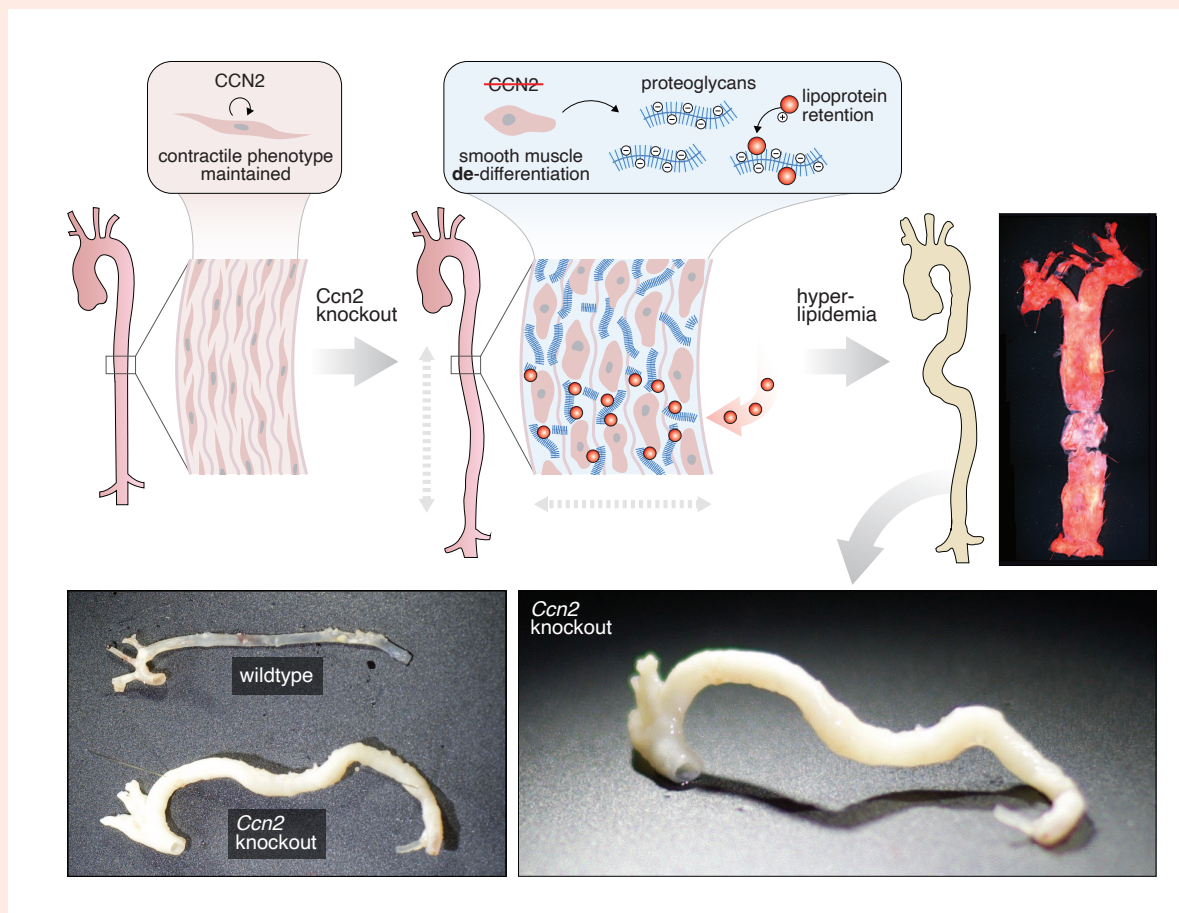 CCN2
contractile phenotype
maintained
CCN2
smooth muscle
de-differentiation
proteoglycans
lipoprotein
retention
Ccn2
knockout
hyper-
lipidemia
wildtype
Ccn2
knockout
Ccn2
knockout